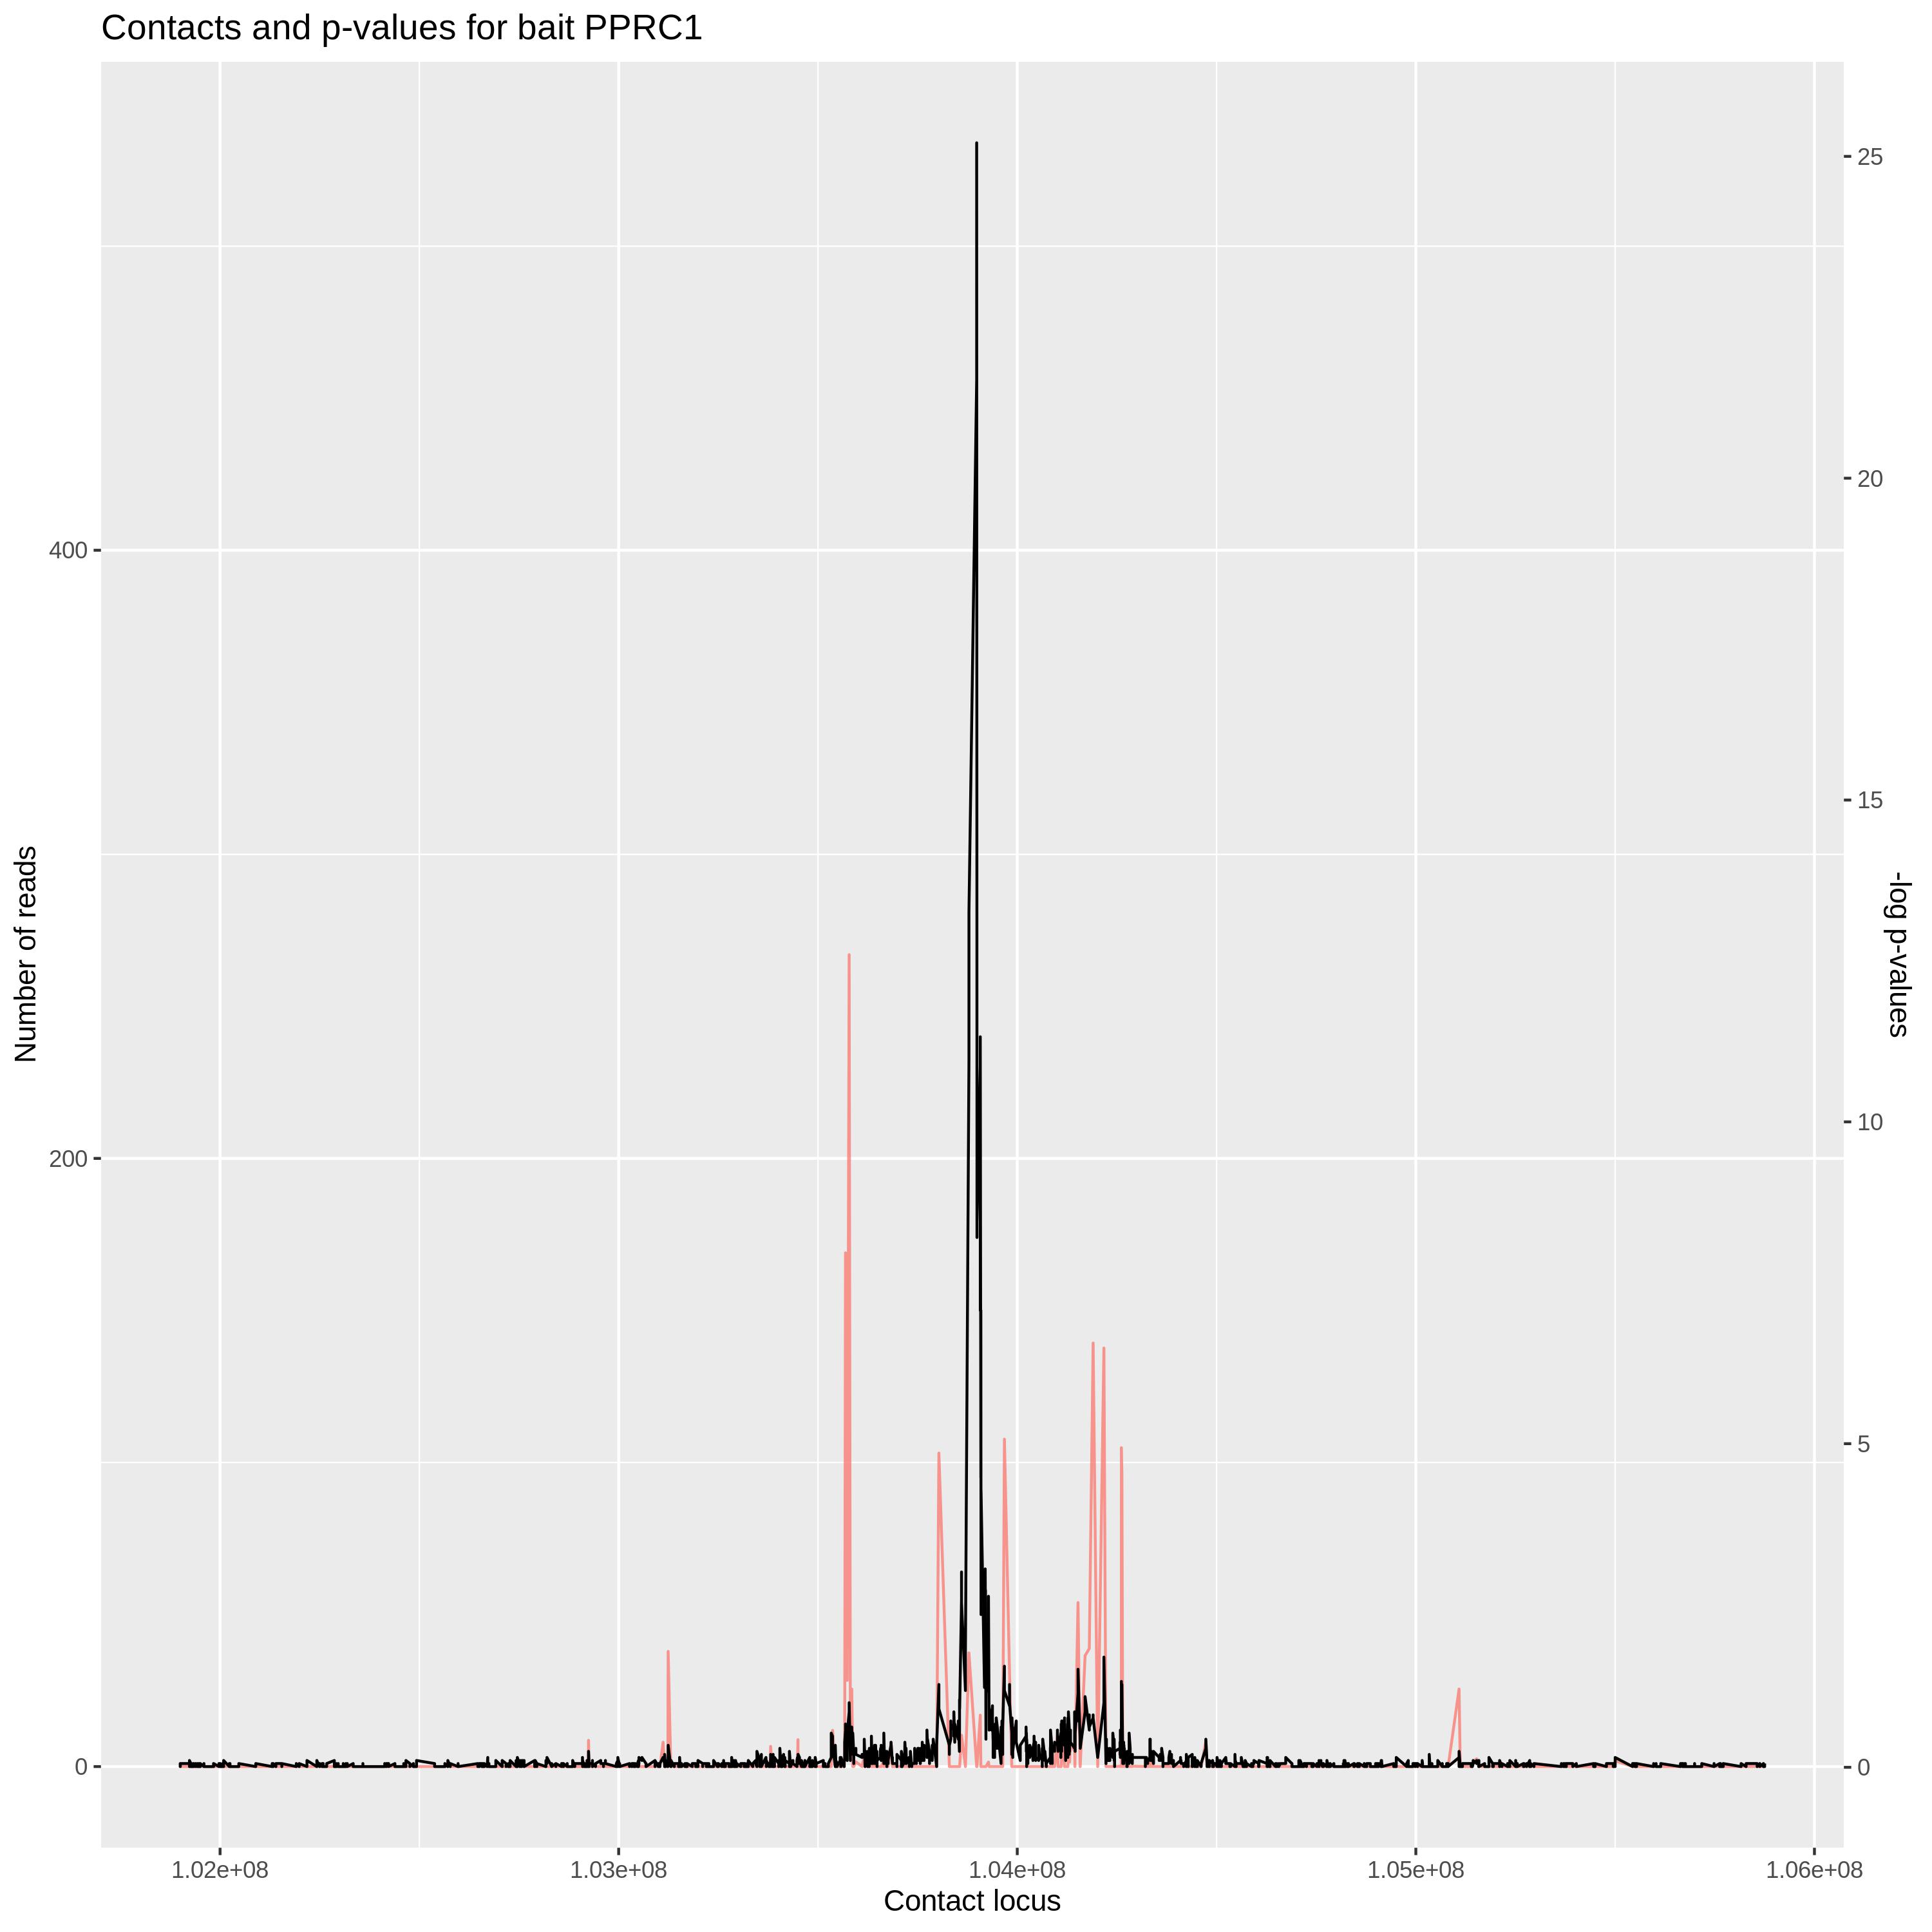 Contacts and p-values for bait PPRC1
Number of reads
400
200
0
25
20
15
10
5
0
-log p-values
1.02e+08 1.03e+08 1.04e+08 1.05e+08 1.06e+08
Contact locus